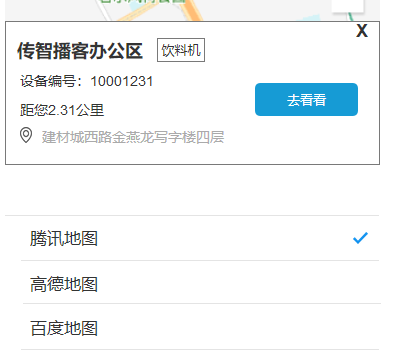 X
传智播客办公区 饮料机
设备编号：10001231
距您2.31公里
去看看
建材城西路金燕龙写字楼四层
腾讯地图
高德地图
百度地图